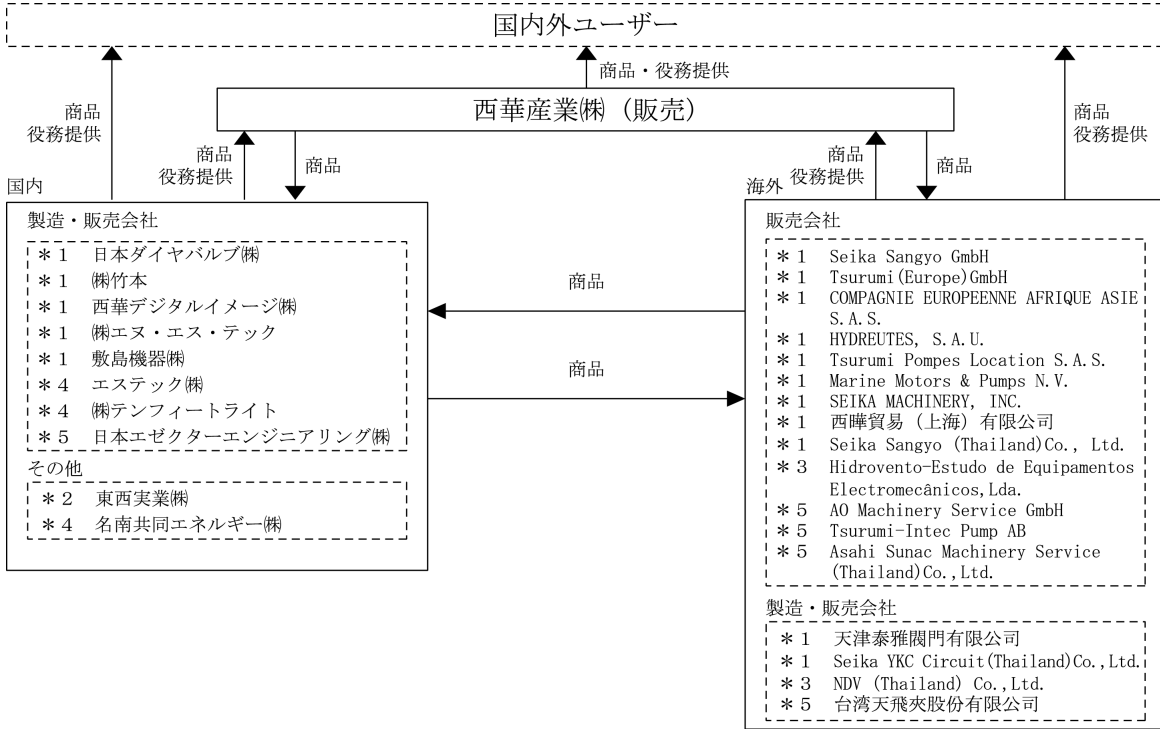 国内外ユーザー
商品・役務提供
商品
役務提供
商品
役務提供
西華産業㈱（販売）
商品
役務提供
商品
商品
役務提供
商品
国内
製造・販売会社
＊1 日本ダイヤバルブ㈱
＊1 ㈱竹本
＊1 西華デジタルイメージ㈱
＊1 ㈱エヌ・エス・テック
＊1 敷島機器㈱
＊4 エステック㈱
＊4 ㈱テンフィートライト
＊5 日本エゼクターエンジニアリング㈱
その他
＊2 東西実業㈱
＊4 名南共同エネルギー㈱
商品
商品
海外
販売会社
＊1 Seika Sangyo GmbH
＊1 Tsurumi(Europe)GmbH
＊1 COMPAGNIE EUROPEENNE AFRIQUE ASIE
S.A.S.
＊1 HYDREUTES, S.A.U.
＊1 Tsurumi Pompes Location S.A.S.
＊1 Marine Motors & Pumps N.V.
＊1 SEIKA MACHINERY, INC.
＊1 西曄貿易（上海）有限公司
＊1 Seika Sangyo (Thailand)Co., Ltd.
＊3 Hidrovento-Estudo de Equipamentos
Electromecânicos,Lda.
＊5 AO Machinery Service GmbH
＊5 Tsurumi-Intec Pump AB
＊5 Asahi Sunac Machinery Service
(Thailand)Co.,Ltd.
製造・販売会社
＊1 天津泰雅閥門有限公司
＊1 Seika YKC Circuit(Thailand)Co.,Ltd.
＊3 NDV (Thailand) Co.,Ltd.
＊5 台湾天飛夾股份有限公司